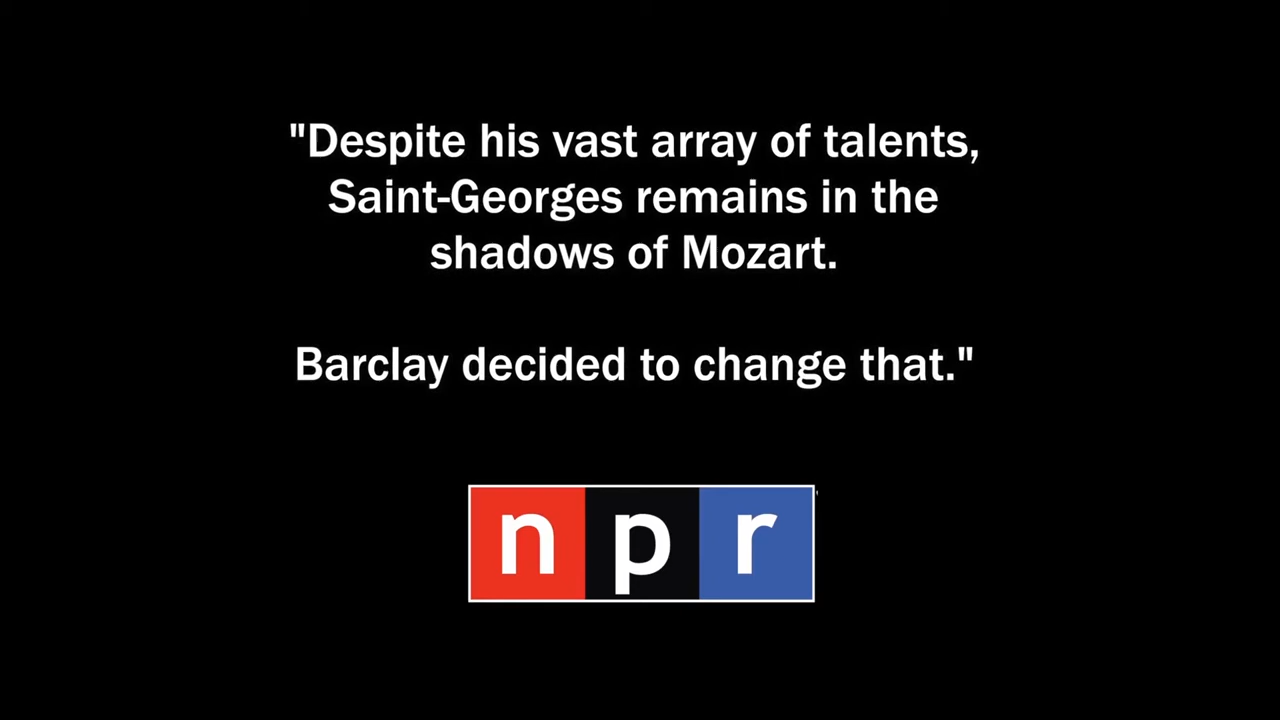 "Despite his vast array of talents,
Saint-Georges remains in the
shadows of Mozart.
Barclay decided to change that."
npr